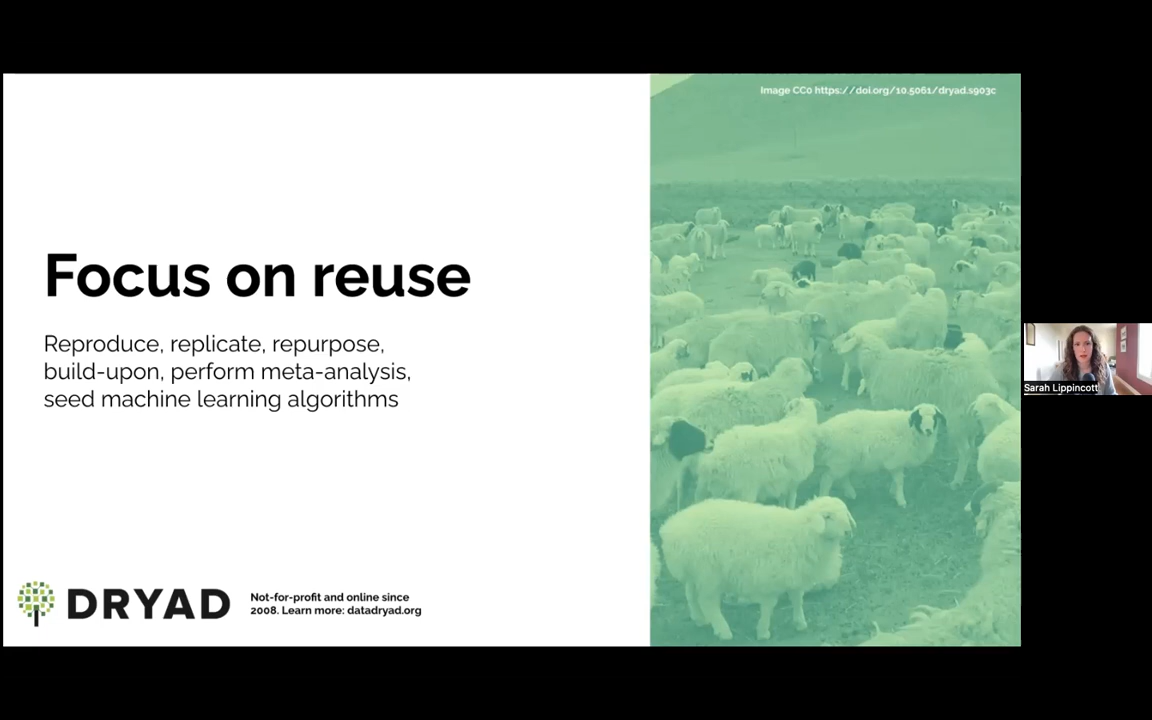 Image CC0 https://doi.org/10.5061/dryad.s903c
Focus on reuse
Reproduce, replicate, repurpose,
build-upon, perform meta-analysis,
seed machine learning algorithms
DRYAD
Not-for-profit and online since
2008. Learn more: datadryad.org
Sarah Lippincott